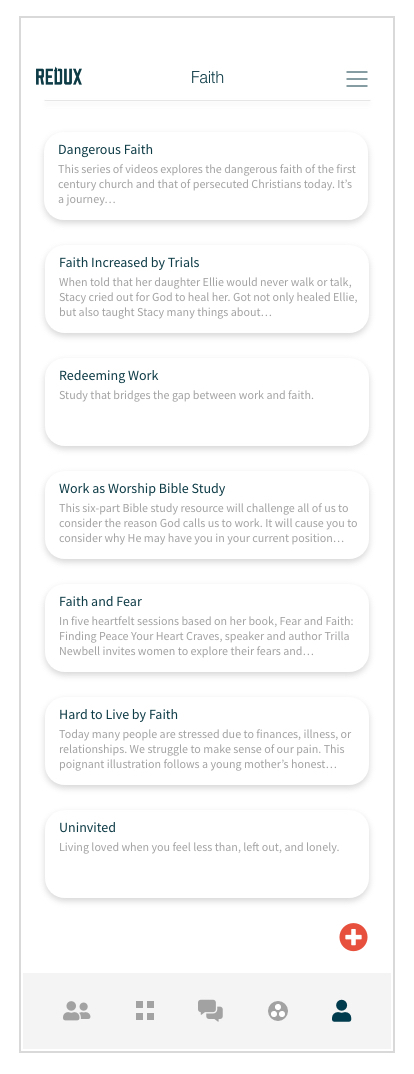 REDUX
Faith
Dangerous Faith
This series of videos explores the dangerous faith of the first
century church and that of persecuted Christians today. It's
a journey…
Faith Increased by Trials
When told that her daughter Ellie would never walk or talk,
Stacy cried out for God to heal her. Got not only healed Ellie,
but also taught Stacy many things about…
Redeeming Work
Study that bridges the gap between work and faith.
Work as Worship Bible Study
This six-part Bible study resource will challenge all of us to
consider the reason God calls us to work. It will cause you to
consider why He may have you in your current position…
Faith and Fear
In five heartfelt sessions based on her book, Fear and Faith:
Finding Peace Your Heart Craves, speaker and author Trilla
Newbell invites women to explore their fears and…
Hard to Live by Faith
Today many people are stressed due to finances, illness, or
relationships. We struggle to make sense of our pain. This
poignant illustration follows a young mother's honest…
Uninvited
Living loved when you feel less than, left out, and lonely.